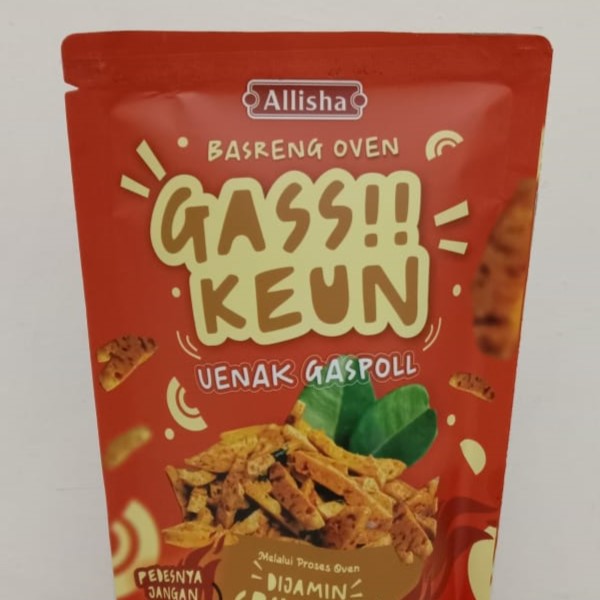 Allisha
BASRENG OVEN
GASS!!
KEUN
UENAK GASPOLL
Melalui Proses Oven
DIJAMIN
PEDESNYA
JANGAN